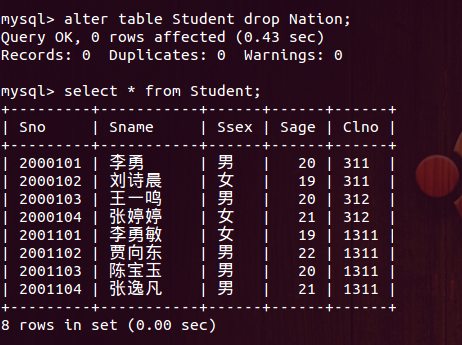 mysql> alter table Student drop Nation;
Query OK, 0 rows affected (0.43 sec)
Records: 0  Duplicates: 0  Warnings: 0

mysql> select * from Student;
+---------+-----------+------+------+------+
| Sno     | Sname     | Ssex | Sage | Clno |
+---------+-----------+------+------+------+
| 2000101 | 李勇      | 男   |   20 | 311  |
| 2000102 | 刘诗晨    | 女   |   19 | 311  |
| 2000103 | 王一鸣    | 男   |   20 | 312  |
| 2000104 | 张婷婷    | 女   |   21 | 312  |
| 2001101 | 李勇敏    | 女   |   19 | 1311 |
| 2001102 | 贾向东    | 男   |   22 | 1311 |
| 2001103 | 陈宝玉    | 男   |   20 | 1311 |
| 2001104 | 张逸凡    | 男   |   21 | 1311 |
+---------+-----------+------+------+------+
8 rows in set (0.00 sec)